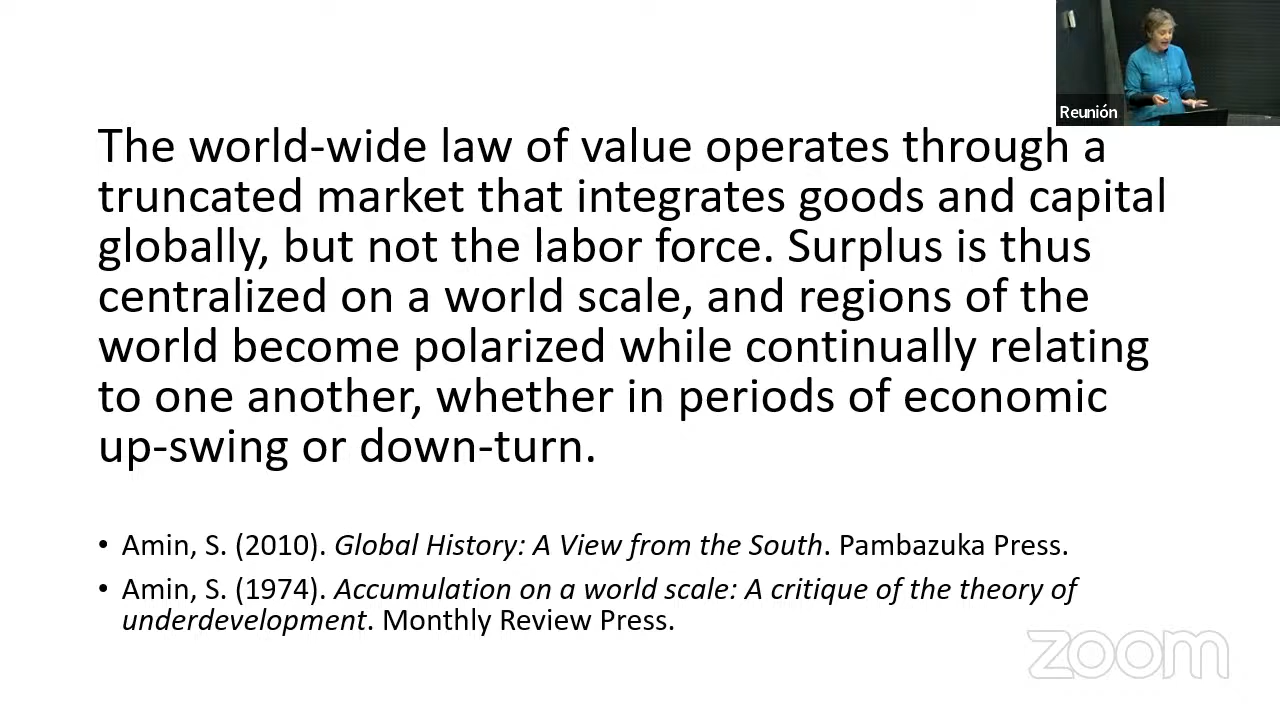 Reunión
The world-wide law of value operates through a
truncated market that integrates goods and capital
globally, but not the labor force. Surplus is thus
centralized on a world scale, and regions of the
world become polarized while continually relating
to one another, whether in periods of economic
up-swing or down-turn.
• Amin, S. (2010). Global History: A View from the South. Pambazuka Press.
• Amin, S. (1974). Accumulation on a world scale: A critique of the theory of
underdevelopment. Monthly Review Press.
zoom